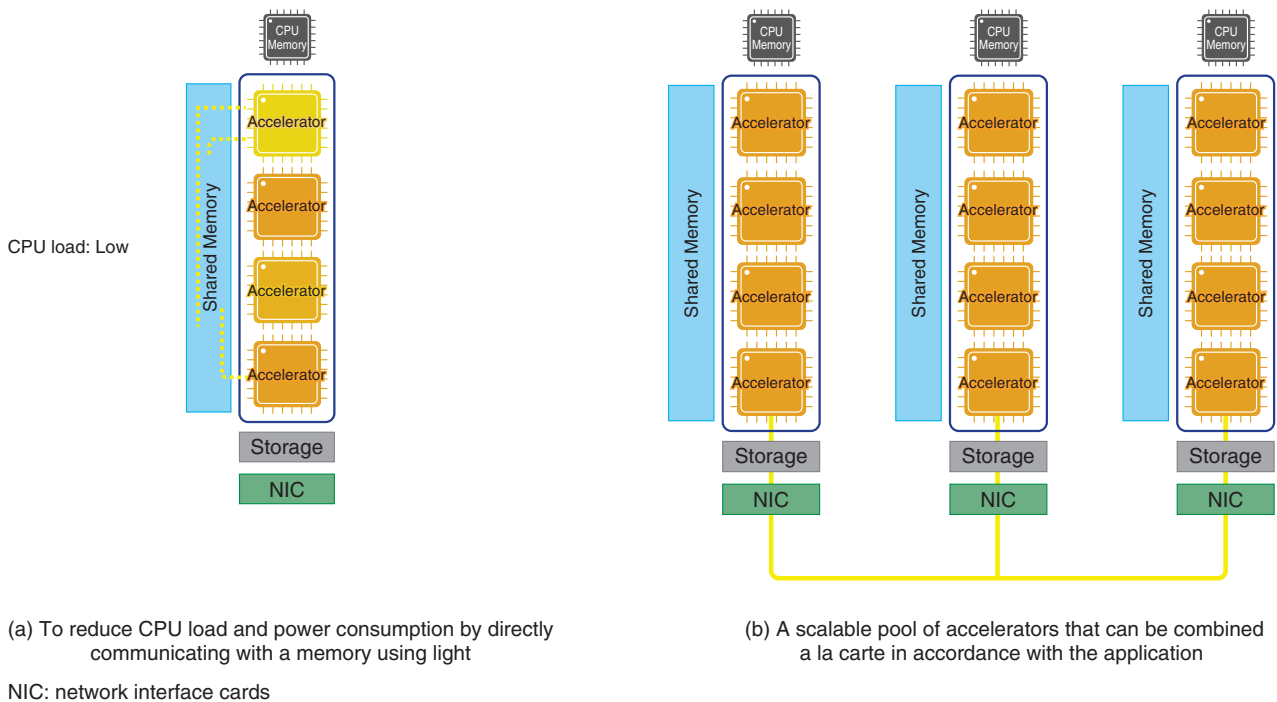 CPU
Memory
Accelerator
Accelerator
Accelerator
Accelerator
Shared Memory
CPU load: Low
Storage
NIC
CPU
Memory
Accelerator
Accelerator
Accelerator
Accelerator
Shared Memory
Storage
NIC
CPU
Memory
Accelerator
Accelerator
Accelerator
Accelerator
Shared Memory
Storage
NIC
CPU
Memory
Accelerator
Accelerator
Accelerator
Accelerator
Shared Memory
Storage
NIC
(a) To reduce CPU load and power consumption by directly
communicating with a memory using light
(b) A scalable pool of accelerators that can be combined
a la carte in accordance with the application
NIC: network interface cards